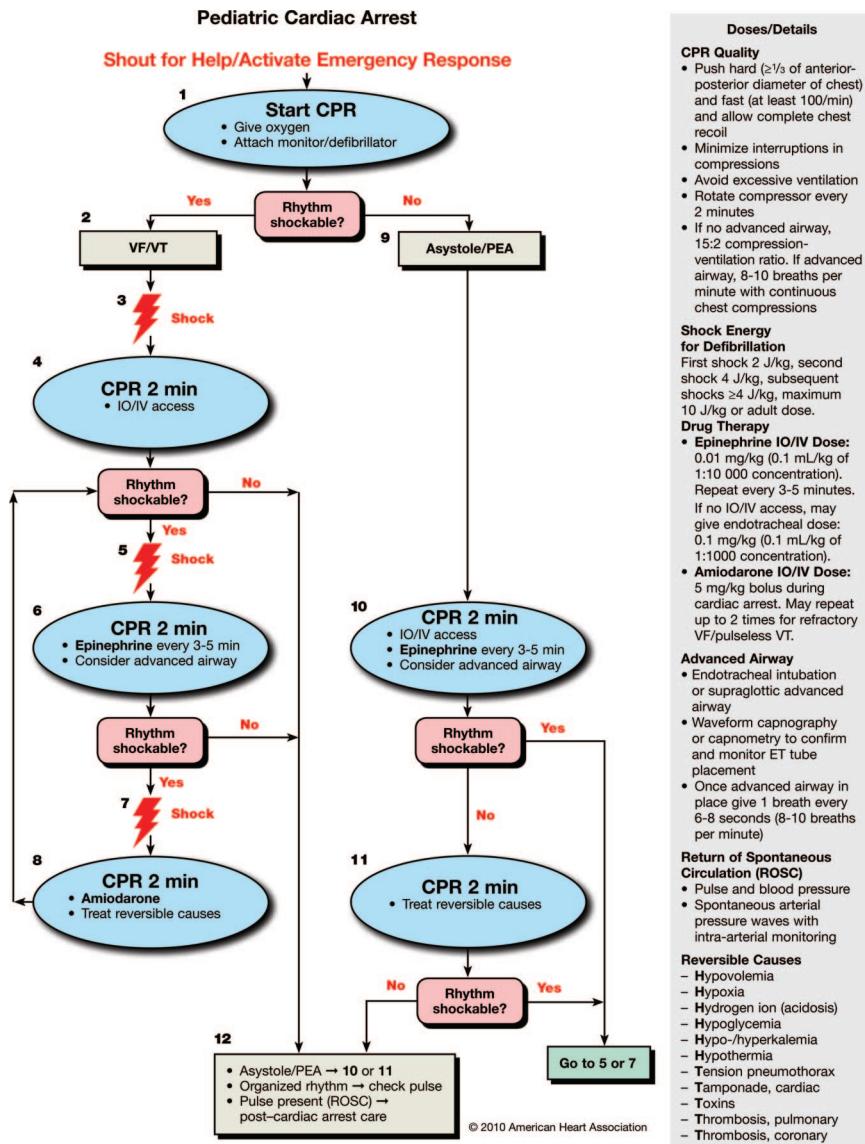 Pediatric Cardiac Arrest
Shout for Help/Activate Emergency Response
1
Start CPR
• Give oxygen
• Attach monitor/defibrillator
Rhythm
shockable?
Yes
No
2
VF/VT
9
Asystole/PEA
3
Shock
4
CPR 2 min
• IO/IV access
Rhythm
shockable?
No
Yes
5
Shock
6
CPR 2 min
• Epinephrine every 3-5 min
• Consider advanced airway
Rhythm
shockable?
No
Yes
7
Shock
8
CPR 2 min
• Amiodarone
• Treat reversible causes
10
CPR 2 min
• IO/IV access
• Epinephrine every 3-5 min
• Consider advanced airway
Rhythm
shockable?
Yes
No
11
CPR 2 min
• Treat reversible causes
No
Rhythm
shockable?
Yes
12
• Asystole/PEA → 10 or 11
• Organized rhythm → check pulse
• Pulse present (ROSC) →
post–cardiac arrest care
Go to 5 or 7
© 2010 American Heart Association
Doses/Details
CPR Quality
• Push hard (≥1/3 of anterior-
posterior diameter of chest)
and fast (at least 100/min)
and allow complete chest
recoil
• Minimize interruptions in
compressions
• Avoid excessive ventilation
• Rotate compressor every
2 minutes
• If no advanced airway,
15:2 compression-
ventilation ratio. If advanced
airway, 8-10 breaths per
minute with continuous
chest compressions
Shock Energy
for Defibrillation
First shock 2 J/kg, second
shock 4 J/kg, subsequent
shocks ≥4 J/kg, maximum
10 J/kg or adult dose.
Drug Therapy
• Epinephrine IO/IV Dose:
0.01 mg/kg (0.1 mL/kg of
1:10 000 concentration).
Repeat every 3-5 minutes.
If no IO/IV access, may
give endotracheal dose:
0.1 mg/kg (0.1 mL/kg of
1:1000 concentration).
• Amiodarone IO/IV Dose:
5 mg/kg bolus during
cardiac arrest. May repeat
up to 2 times for refractory
VF/pulseless VT.
Advanced Airway
• Endotracheal intubation
or supraglottic advanced
airway
• Waveform capnography
or capnometry to confirm
and monitor ET tube
placement
• Once advanced airway in
place give 1 breath every
6-8 seconds (8-10 breaths
per minute)
Return of Spontaneous
Circulation (ROSC)
• Pulse and blood pressure
• Spontaneous arterial
pressure waves with
intra-arterial monitoring
Reversible Causes
– Hypovolemia
– Hypoxia
– Hydrogen ion (acidosis)
– Hypoglycemia
– Hypo-/hyperkalemia
– Hypothermia
– Tension pneumothorax
– Tamponade, cardiac
– Toxins
– Thrombosis, pulmonary
– Thrombosis, coronary